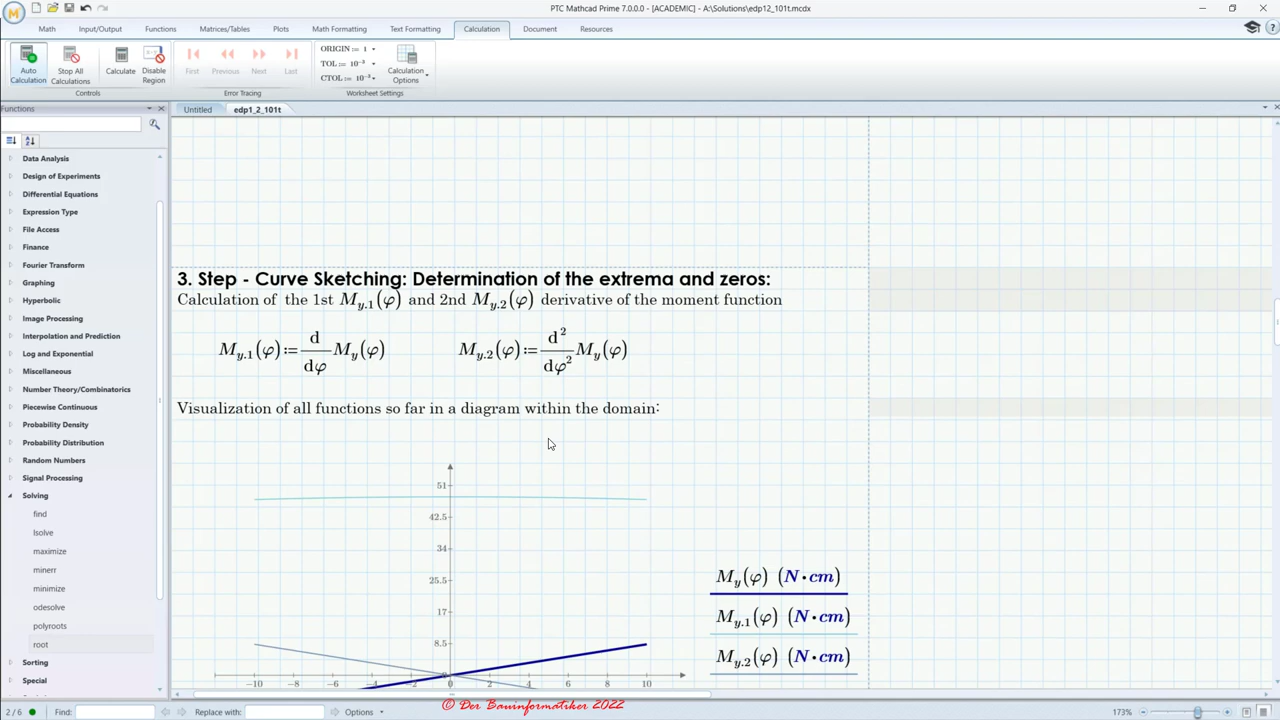 PTC Mathcad Prime 7.0.0.0 - [ACADEMIC] - A:\Solutions\edp12_101t.mcdx
Math Input/Output Functions Matrices/Tables Plots Math Formatting Text Formatting Calculation Document Resources
ORIGIN := 1
TOL := 10⁻³
CTOL := 10⁻³
Auto Calculation
Stop All Calculations
Calculate
Disable Region
First Previous Next Last
Calculation Options
Controls Error Tracing Worksheet Settings
Functions
Untitled edp1_2_101t
Data Analysis
Design of Experiments
Differential Equations
Expression Type
File Access
Finance
Fourier Transform
Graphing
Hyperbolic
Image Processing
Interpolation and Prediction
Log and Exponential
Miscellaneous
Number Theory/Combinatorics
Piecewise Continuous
Probability Density
Probability Distribution
Random Numbers
Signal Processing
Solving
find
lsolve
maximize
minerr
minimize
odesolve
polyroots
root
Sorting
Special
3. Step - Curve Sketching: Determination of the extrema and zeros:
Calculation of the 1st M_y.1(φ) and 2nd M_y.2(φ) derivative of the moment function
M_y.1(φ) := d/dφ M_y(φ) M_y.2(φ) := d²/dφ² M_y(φ)
Visualization of all functions so far in a diagram within the domain:
51
42.5
34
25.5
17
8.5
-10 -8 -6 -4 -2 0 2 4 6 8 10
M_y(φ) (N·cm)
M_y.1(φ) (N·cm)
M_y.2(φ) (N·cm)
© Der Bauinformatiker 2022
2 / 6 Find: Replace with: Options 173%